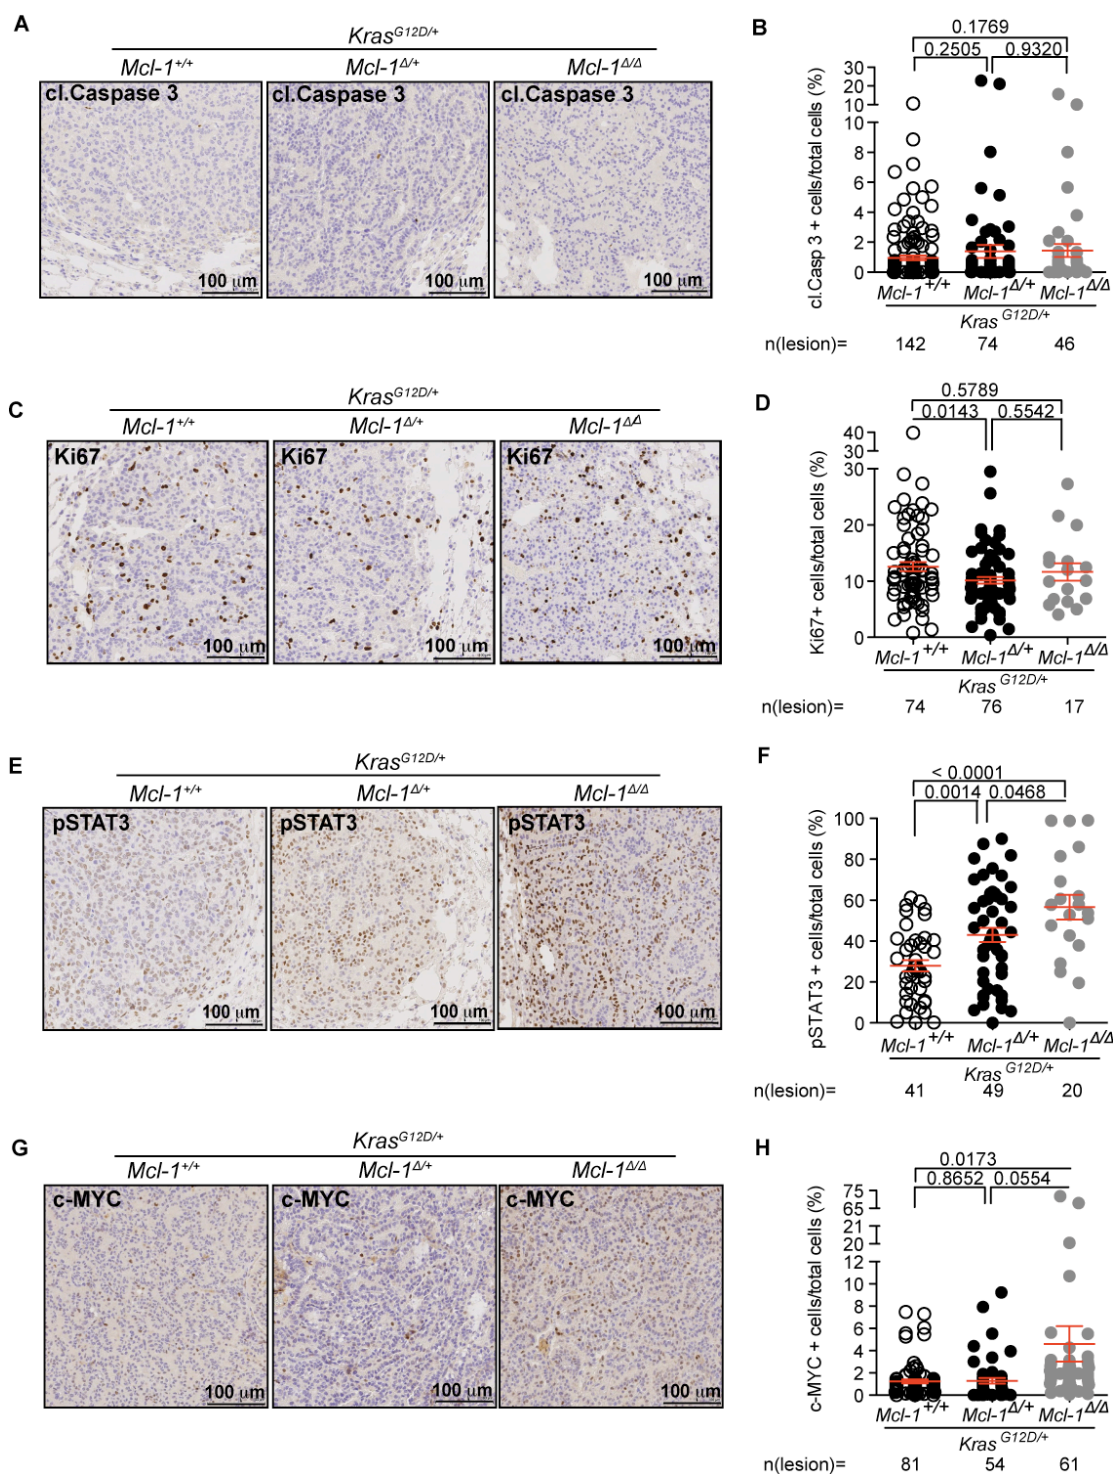 A
Kras^G12D/+
Mcl-1^+/+ Mcl-1^Δ/+ Mcl-1^Δ/Δ
cl.Caspase 3 cl.Caspase 3 cl.Caspase 3
100 μm 100 μm 100 μm
B
0.1769
0.2505 0.9320
cl.Casp 3 + cells/total cells (%)
30
20
10
10
8
6
4
2
0
Mcl-1^+/+ Mcl-1^Δ/+ Mcl-1^Δ/Δ
Kras^G12D/+
n(lesion)= 142 74 46
C
Kras^G12D/+
Mcl-1^+/+ Mcl-1^Δ/+ Mcl-1^Δ/Δ
Ki67 Ki67 Ki67
100 μm 100 μm 100 μm
D
0.5789
0.0143 0.5542
Ki67+ cells/total cells (%)
40
30
30
20
10
0
Mcl-1^+/+ Mcl-1^Δ/+ Mcl-1^Δ/Δ
Kras^G12D/+
n(lesion)= 74 76 17
E
Kras^G12D/+
Mcl-1^+/+ Mcl-1^Δ/+ Mcl-1^Δ/Δ
pSTAT3 pSTAT3 pSTAT3
100 μm 100 μm 100 μm
F
< 0.0001
0.0014 0.0468
pSTAT3 + cells/total cells (%)
100
80
60
40
20
0
Mcl-1^+/+ Mcl-1^Δ/+ Mcl-1^Δ/Δ
Kras^G12D/+
n(lesion)= 41 49 20
G
Kras^G12D/+
Mcl-1^+/+ Mcl-1^Δ/+ Mcl-1^Δ/Δ
c-MYC c-MYC c-MYC
100 μm 100 μm 100 μm
H
0.0173
0.8652 0.0554
c-MYC + cells/total cells (%)
75
65
21
20
12
10
8
6
4
2
0
Mcl-1^+/+ Mcl-1^Δ/+ Mcl-1^Δ/Δ
Kras^G12D/+
n(lesion)= 81 54 61